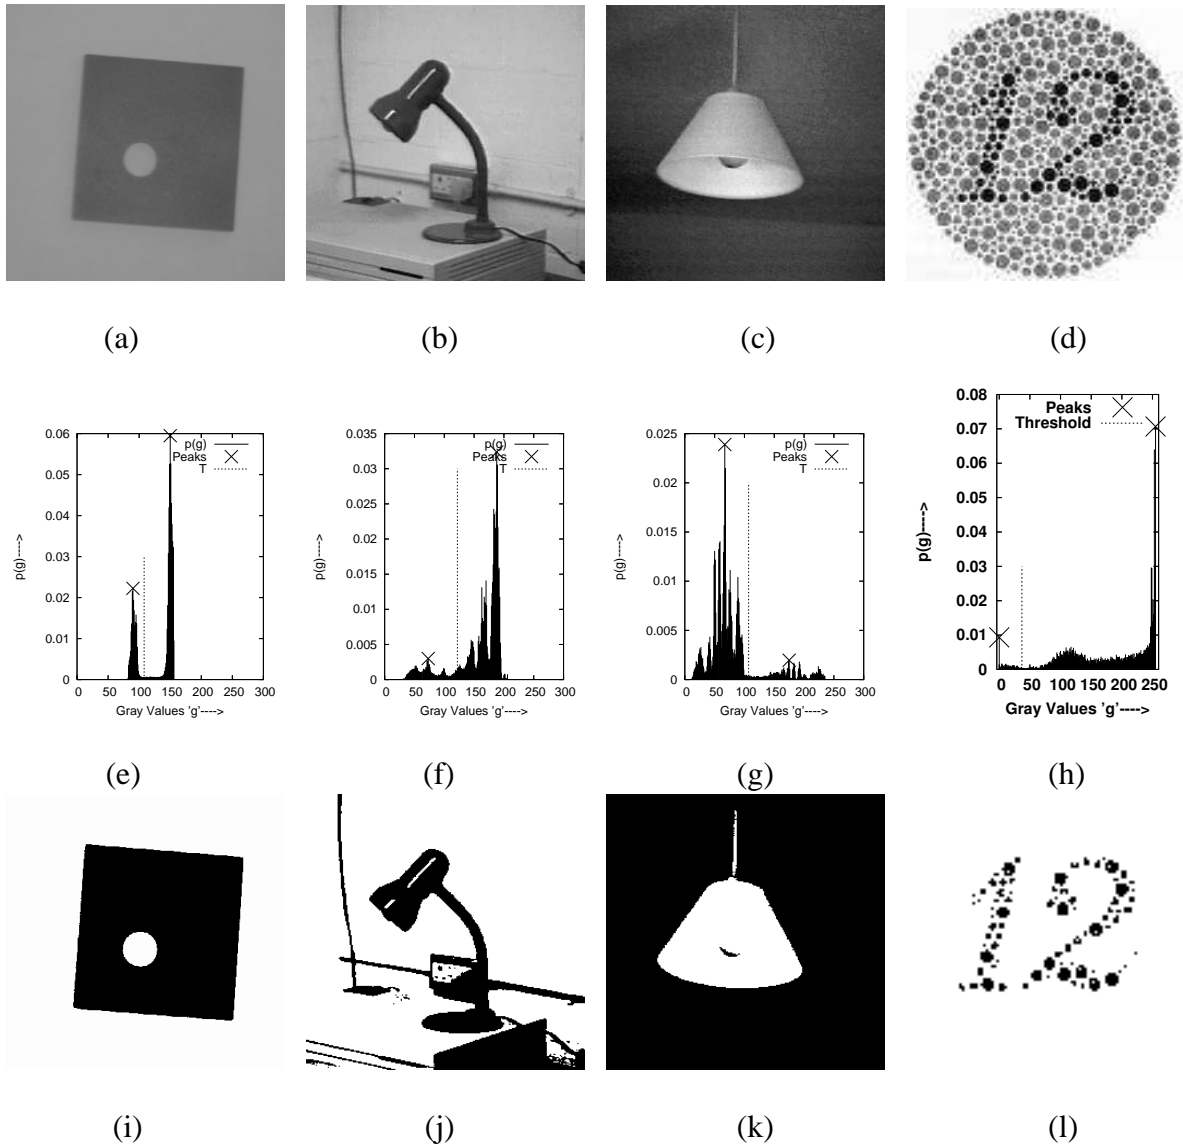 12
(a)
(b)
(c)
(d)
0.06
0.05
0.04
0.03
0.02
0.01
0
0 50 100 150 200 250 300
p(g)---->
Gray Values 'g'---->
p(g)
Peaks
T
(e)
0.035
0.03
0.025
0.02
0.015
0.01
0.005
0
0 50 100 150 200 250 300
p(g)---->
Gray Values 'g'---->
p(g)
Peaks
T
(f)
0.025
0.02
0.015
0.01
0.005
0
0 50 100 150 200 250 300
p(g)---->
Gray Values 'g'---->
p(g)
Peaks
T
(g)
0.08
0.07
0.06
0.05
0.04
0.03
0.02
0.01
0
0 50 100 150 200 250
p(g)---->
Gray Values 'g'---->
Peaks
Threshold
(h)
12
(i)
(j)
(k)
(l)